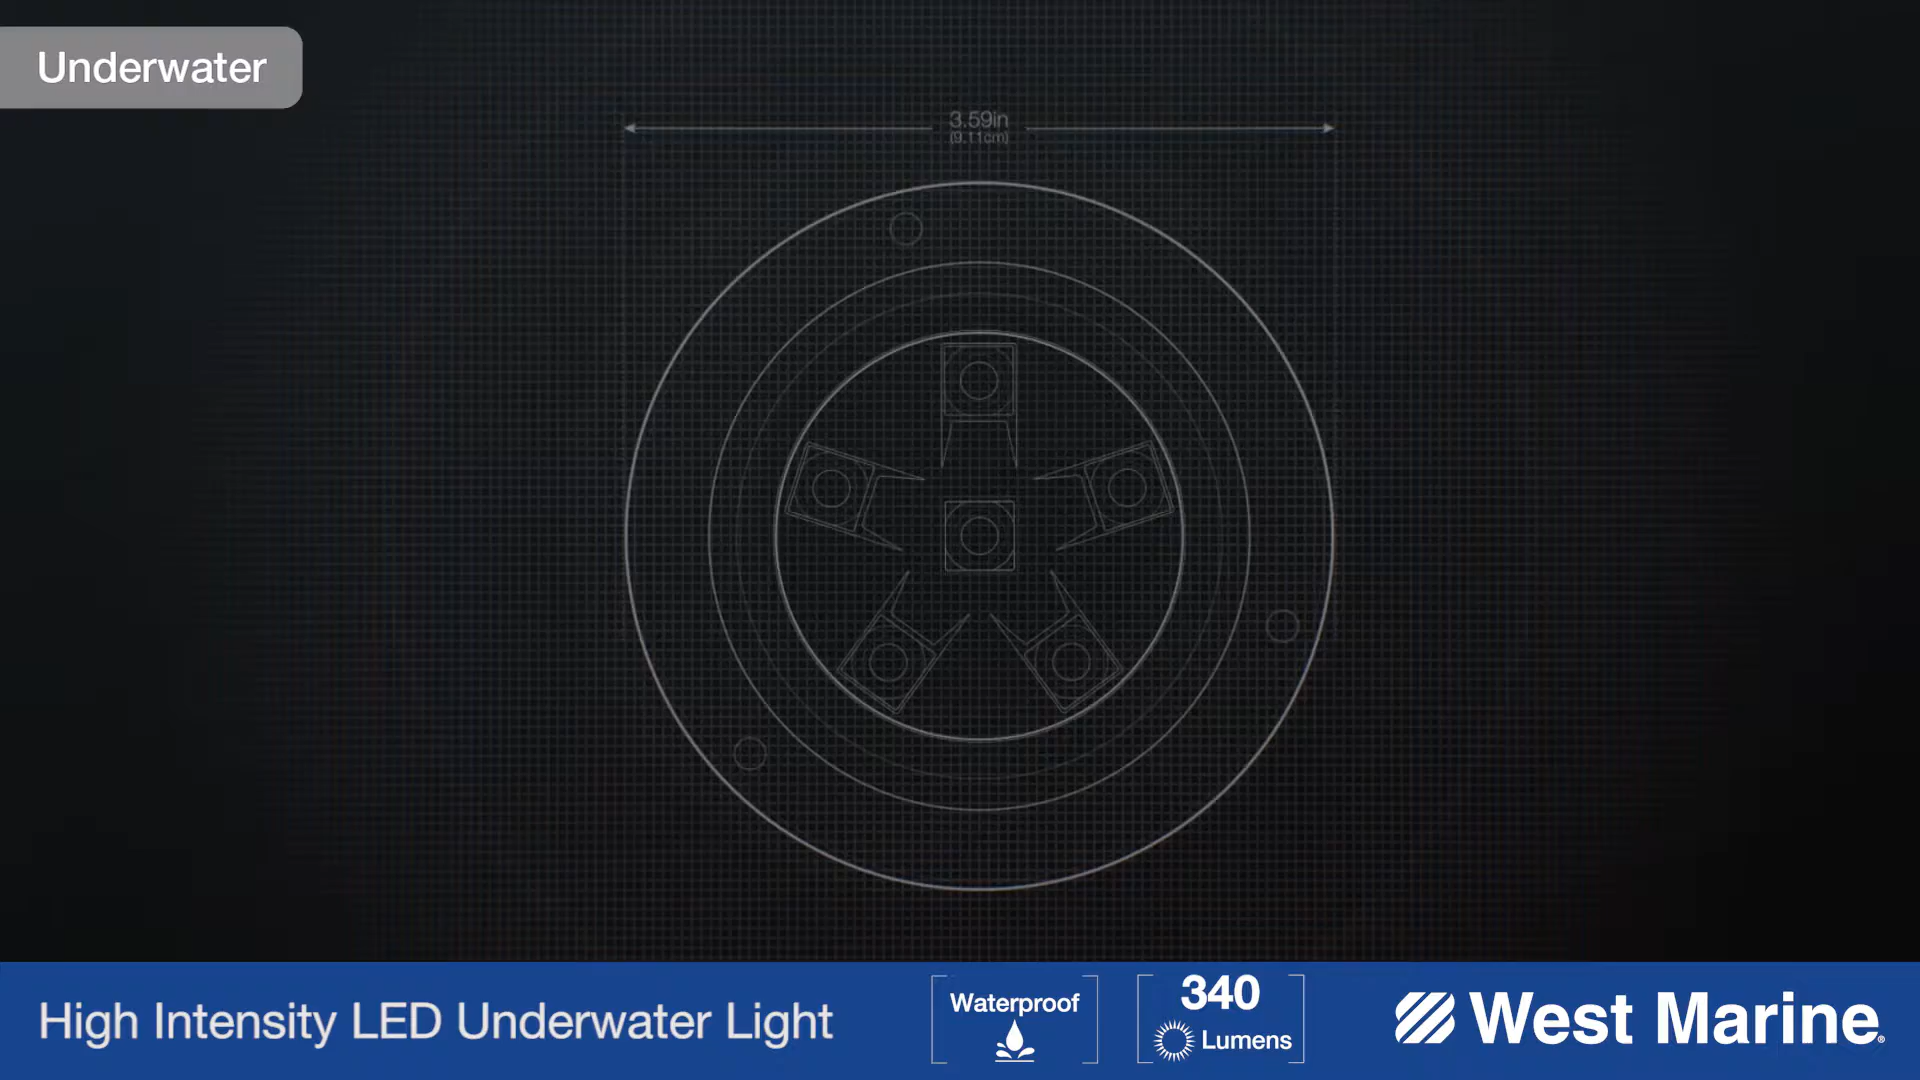 Underwater
3.59in
(9.11cm)
High Intensity LED Underwater Light
Waterproof
340
Lumens
West Marine®